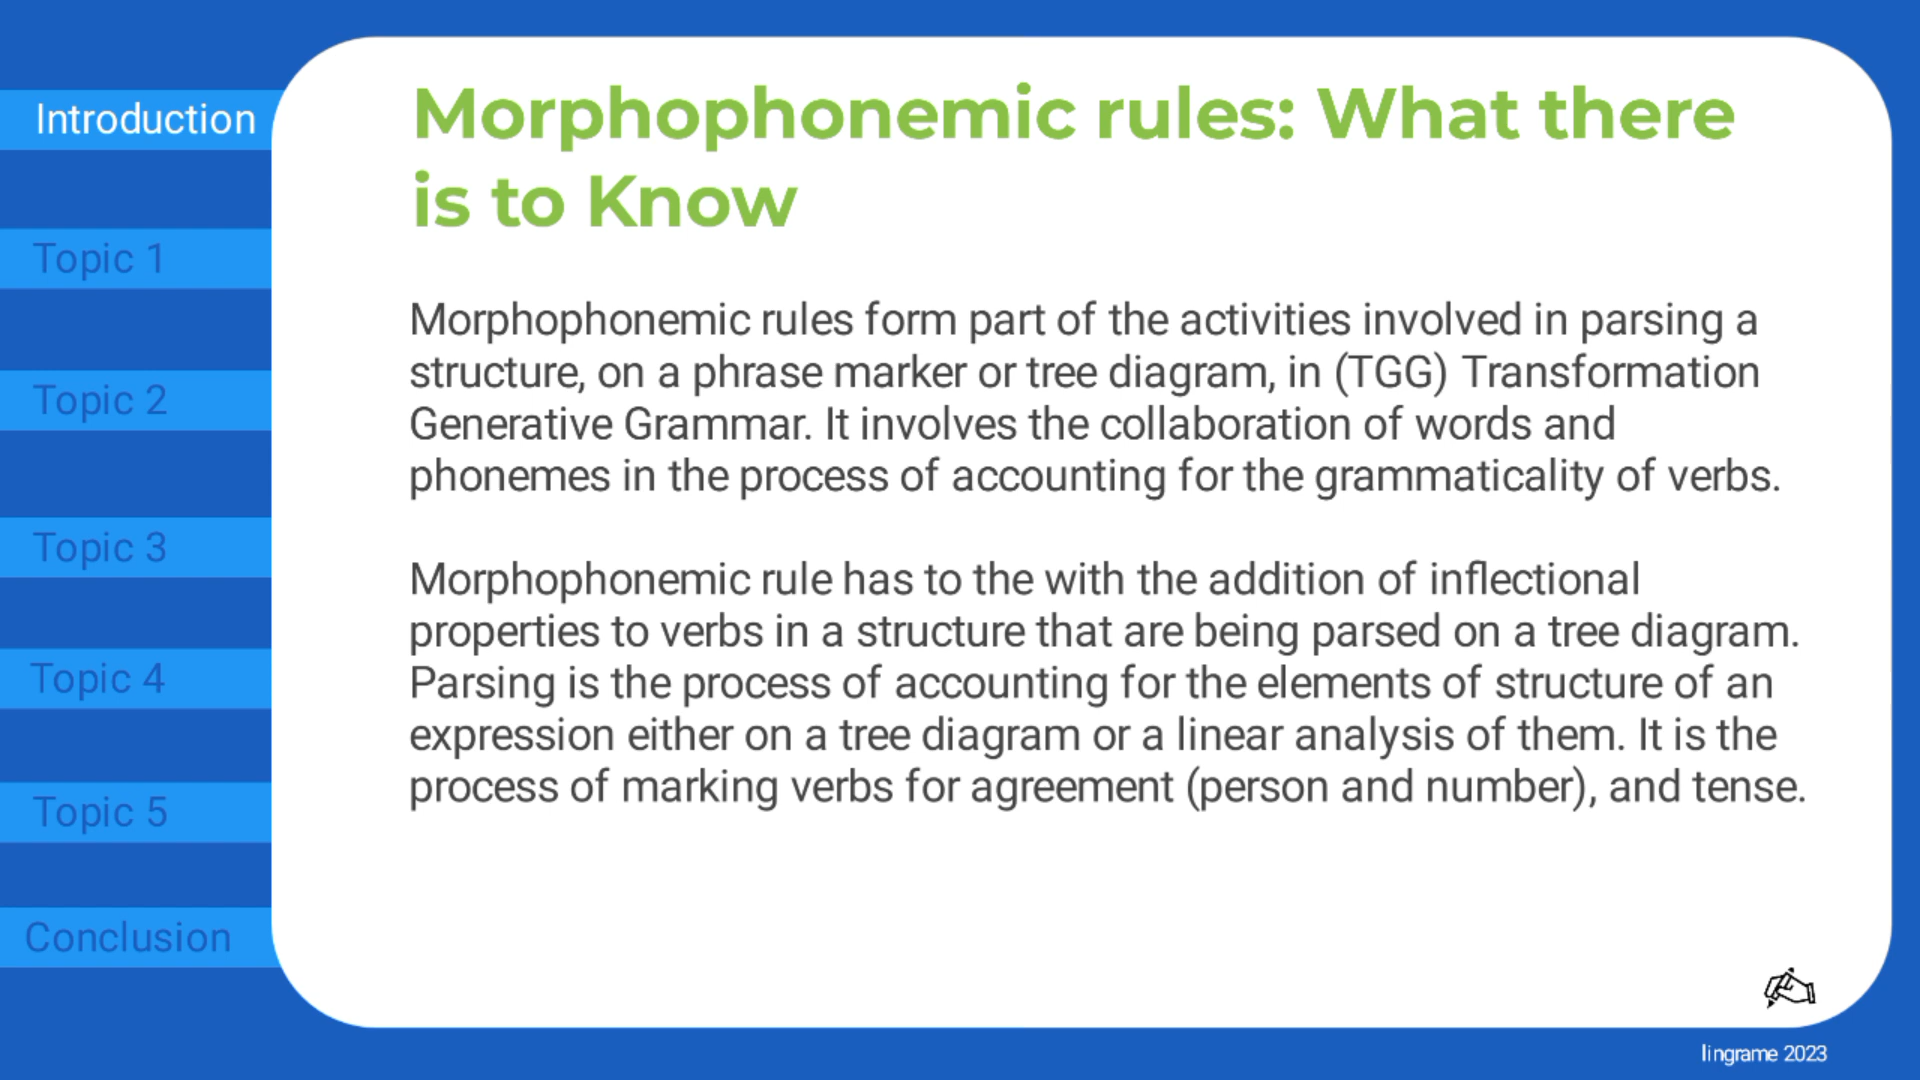 Introduction
Topic 1
Topic 2
Topic 3
Topic 4
Topic 5
Conclusion
Morphophonemic rules: What there
is to Know
Morphophonemic rules form part of the activities involved in parsing a
structure, on a phrase marker or tree diagram, in (TGG) Transformation
Generative Grammar. It involves the collaboration of words and
phonemes in the process of accounting for the grammaticality of verbs.
Morphophonemic rule has to the with the addition of inflectional
properties to verbs in a structure that are being parsed on a tree diagram.
Parsing is the process of accounting for the elements of structure of an
expression either on a tree diagram or a linear analysis of them. It is the
process of marking verbs for agreement (person and number), and tense.
lingrame 2023